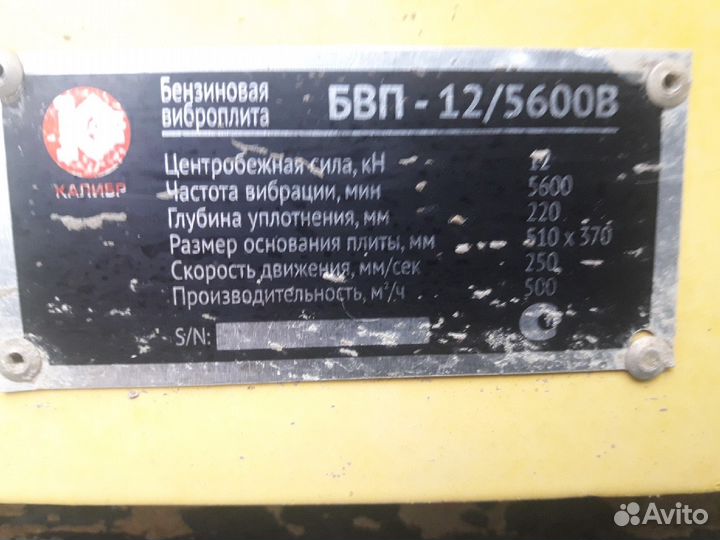 Бензиновая
виброплита
БВП - 12/5600В
КАЛИБР
Центробежная сила, кН 12
Частота вибрации, мин 5600
Глубина уплотнения, мм 220
Размер основания плиты, мм 510 x 370
Скорость движения, мм/сек 250
Производительность, м²/ч 500
S/N:
Avito